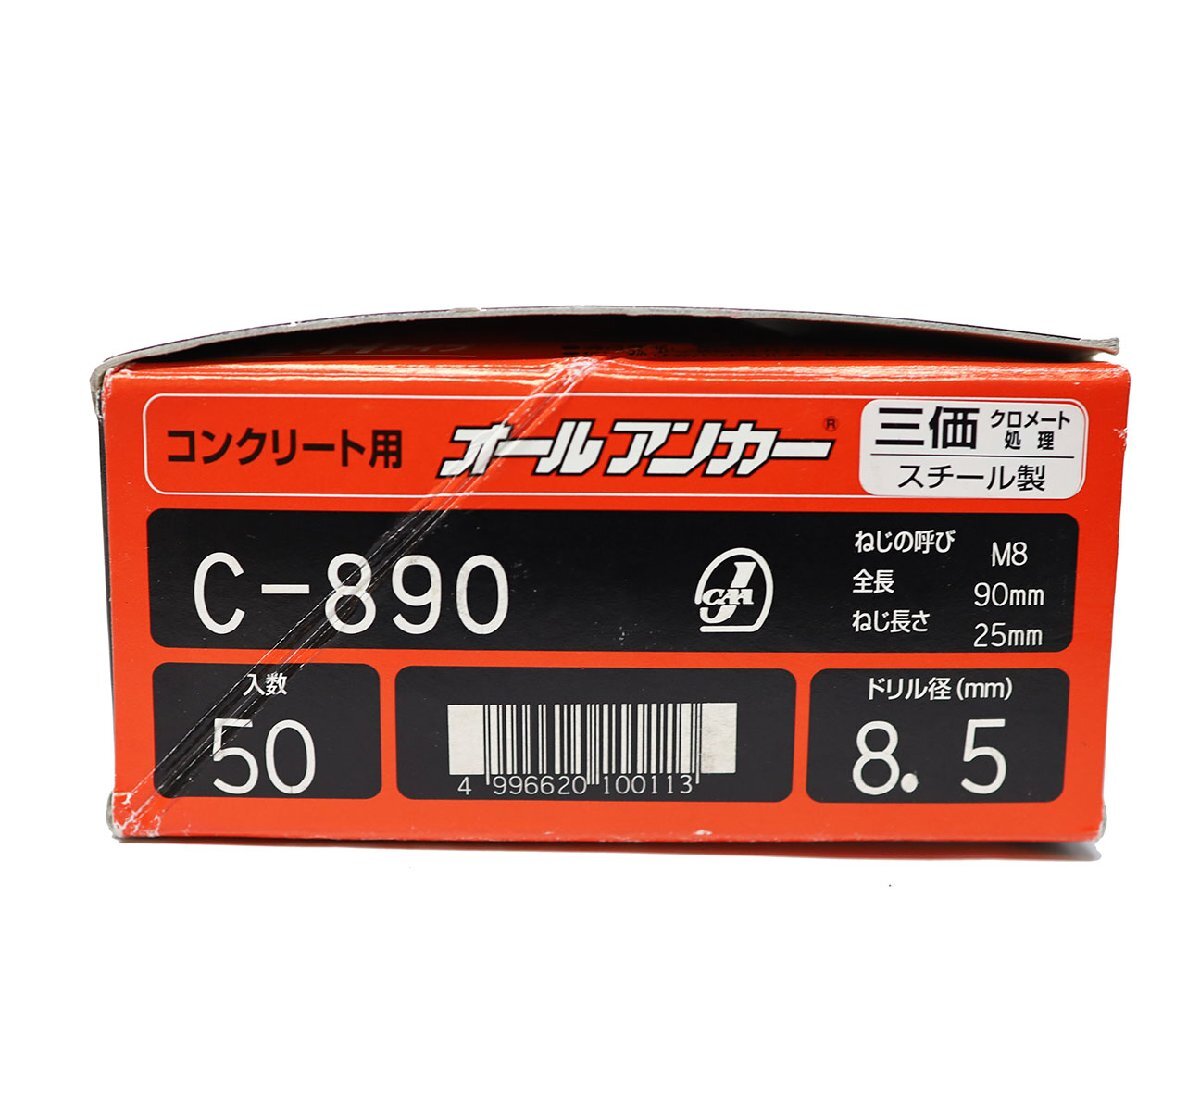 コンクリート用 オールアンカー®
三価 クロメート処理
スチール製
C-890
JCAA
ねじの呼び M8
全長 90mm
ねじ長さ 25mm
入数
50
4 996620 100113
ドリル径(mm)
8.5